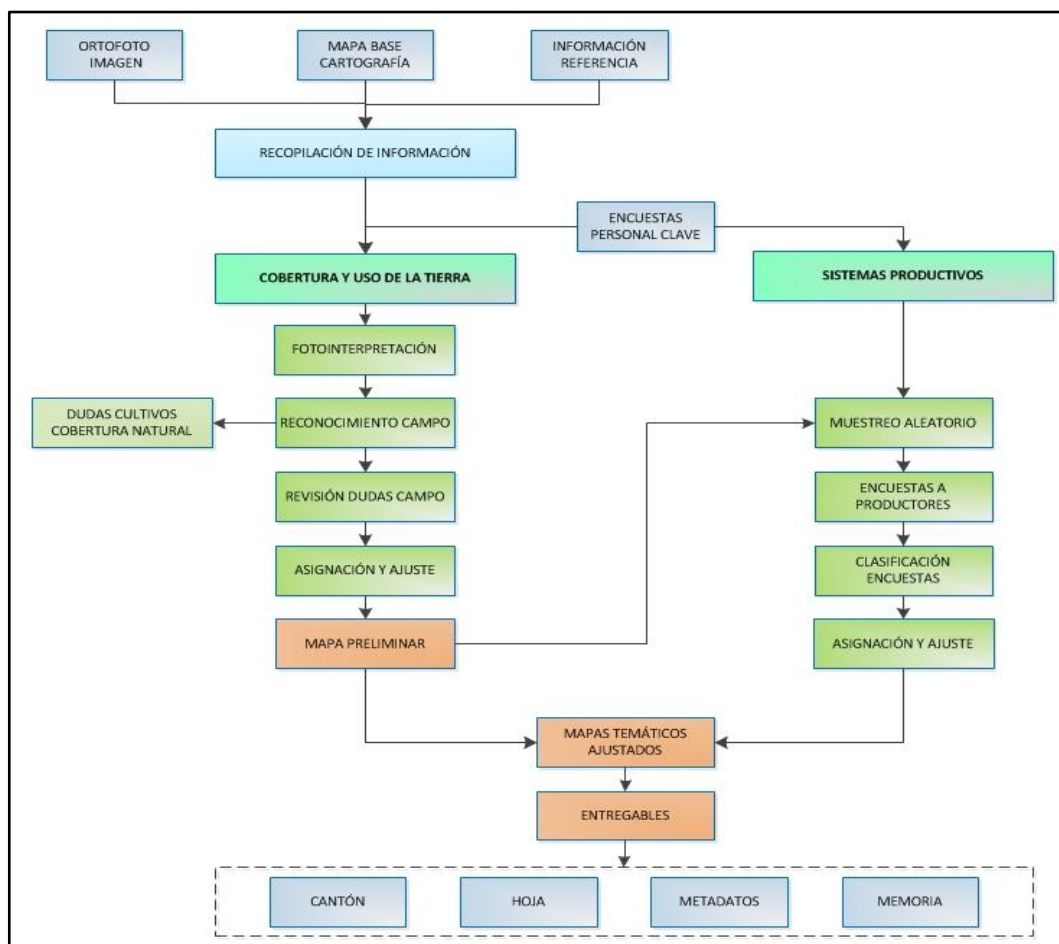 ORTOFOTO
IMAGEN
MAPA BASE
CARTOGRAFÍA
INFORMACIÓN
REFERENCIA
RECOPILACIÓN DE INFORMACIÓN
ENCUESTAS
PERSONAL CLAVE
COBERTURA Y USO DE LA TIERRA
SISTEMAS PRODUCTIVOS
FOTOINTERPRETACIÓN
DUDAS CULTIVOS
COBERTURA NATURAL
RECONOCIMIENTO CAMPO
MUESTREO ALEATORIO
REVISIÓN DUDAS CAMPO
ENCUESTAS A
PRODUCTORES
ASIGNACIÓN Y AJUSTE
CLASIFICACIÓN
ENCUESTAS
MAPA PRELIMINAR
ASIGNACIÓN Y AJUSTE
MAPAS TEMÁTICOS
AJUSTADOS
ENTREGABLES
CANTÓN
HOJA
METADATOS
MEMORIA